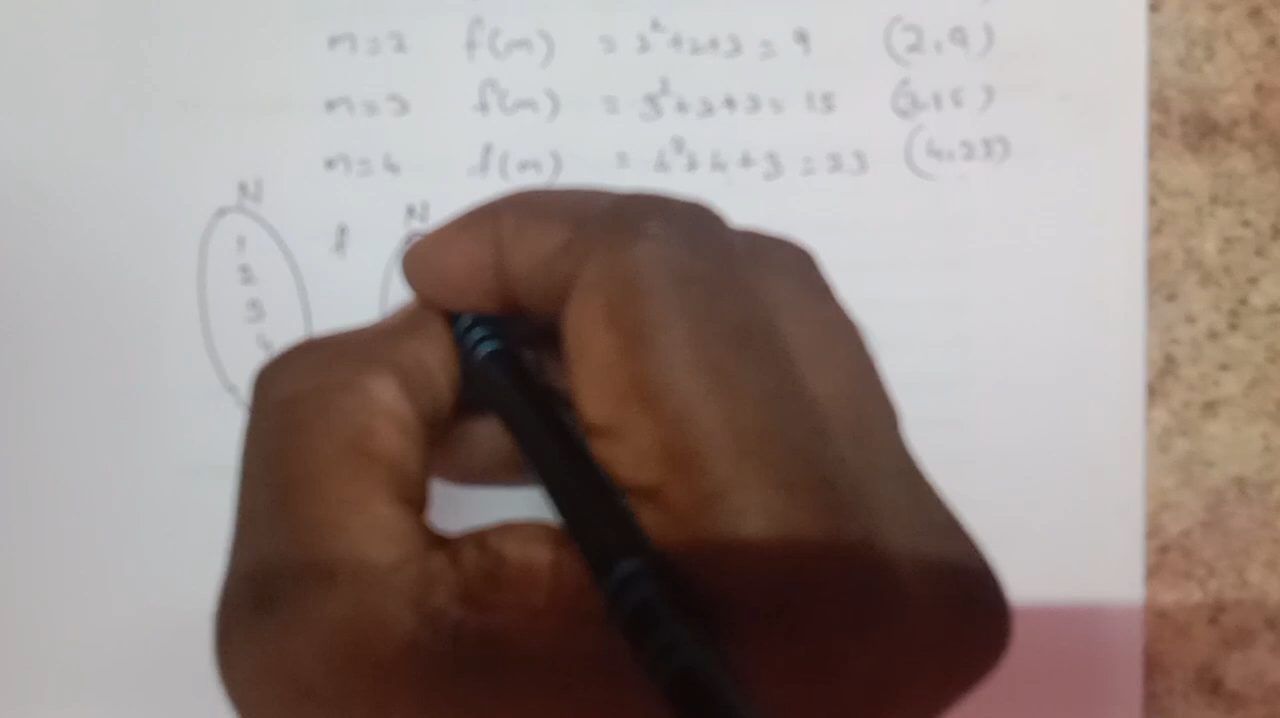 m=2 f(m) = 2²+2+3 = 9 (2,9)
m=3 f(m) = 3²+3+3 = 15 (3,15)
m=4 f(m) = 4²+4+3 = 23 (4,23)
N f N
1
2
3
4